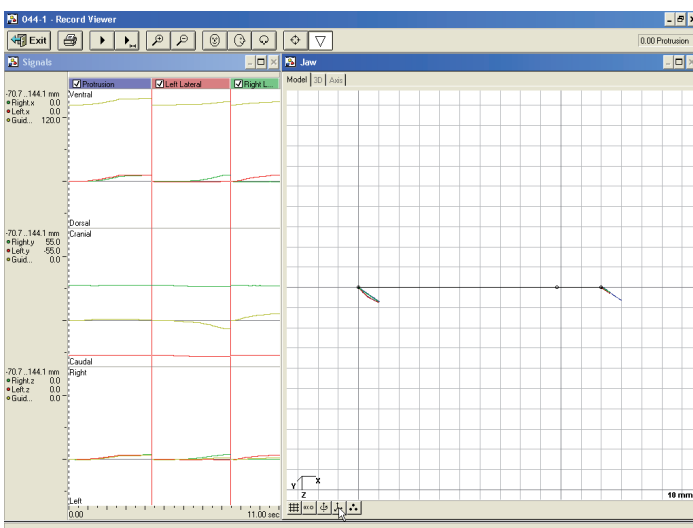 044-1 - Record Viewer
Exit
0.00 Protrusion
Signals
Protrusion
Left Lateral
Right L...
-70.7 ..144.1 mm
Right.x 0.0
Left.x 0.0
Guid... 120.0
Ventral
Dorsal
-70.7 ..144.1 mm
Right.y 55.0
Left.y -55.0
Guid... 0.0
Cranial
Caudal
-70.7 ..144.1 mm
Right.z 0.0
Left.z 0.0
Guid... 0.0
Right
Left
0.00
11.00 sec
Jaw
Model
3D
Axis
Y
X
Z
10 mm